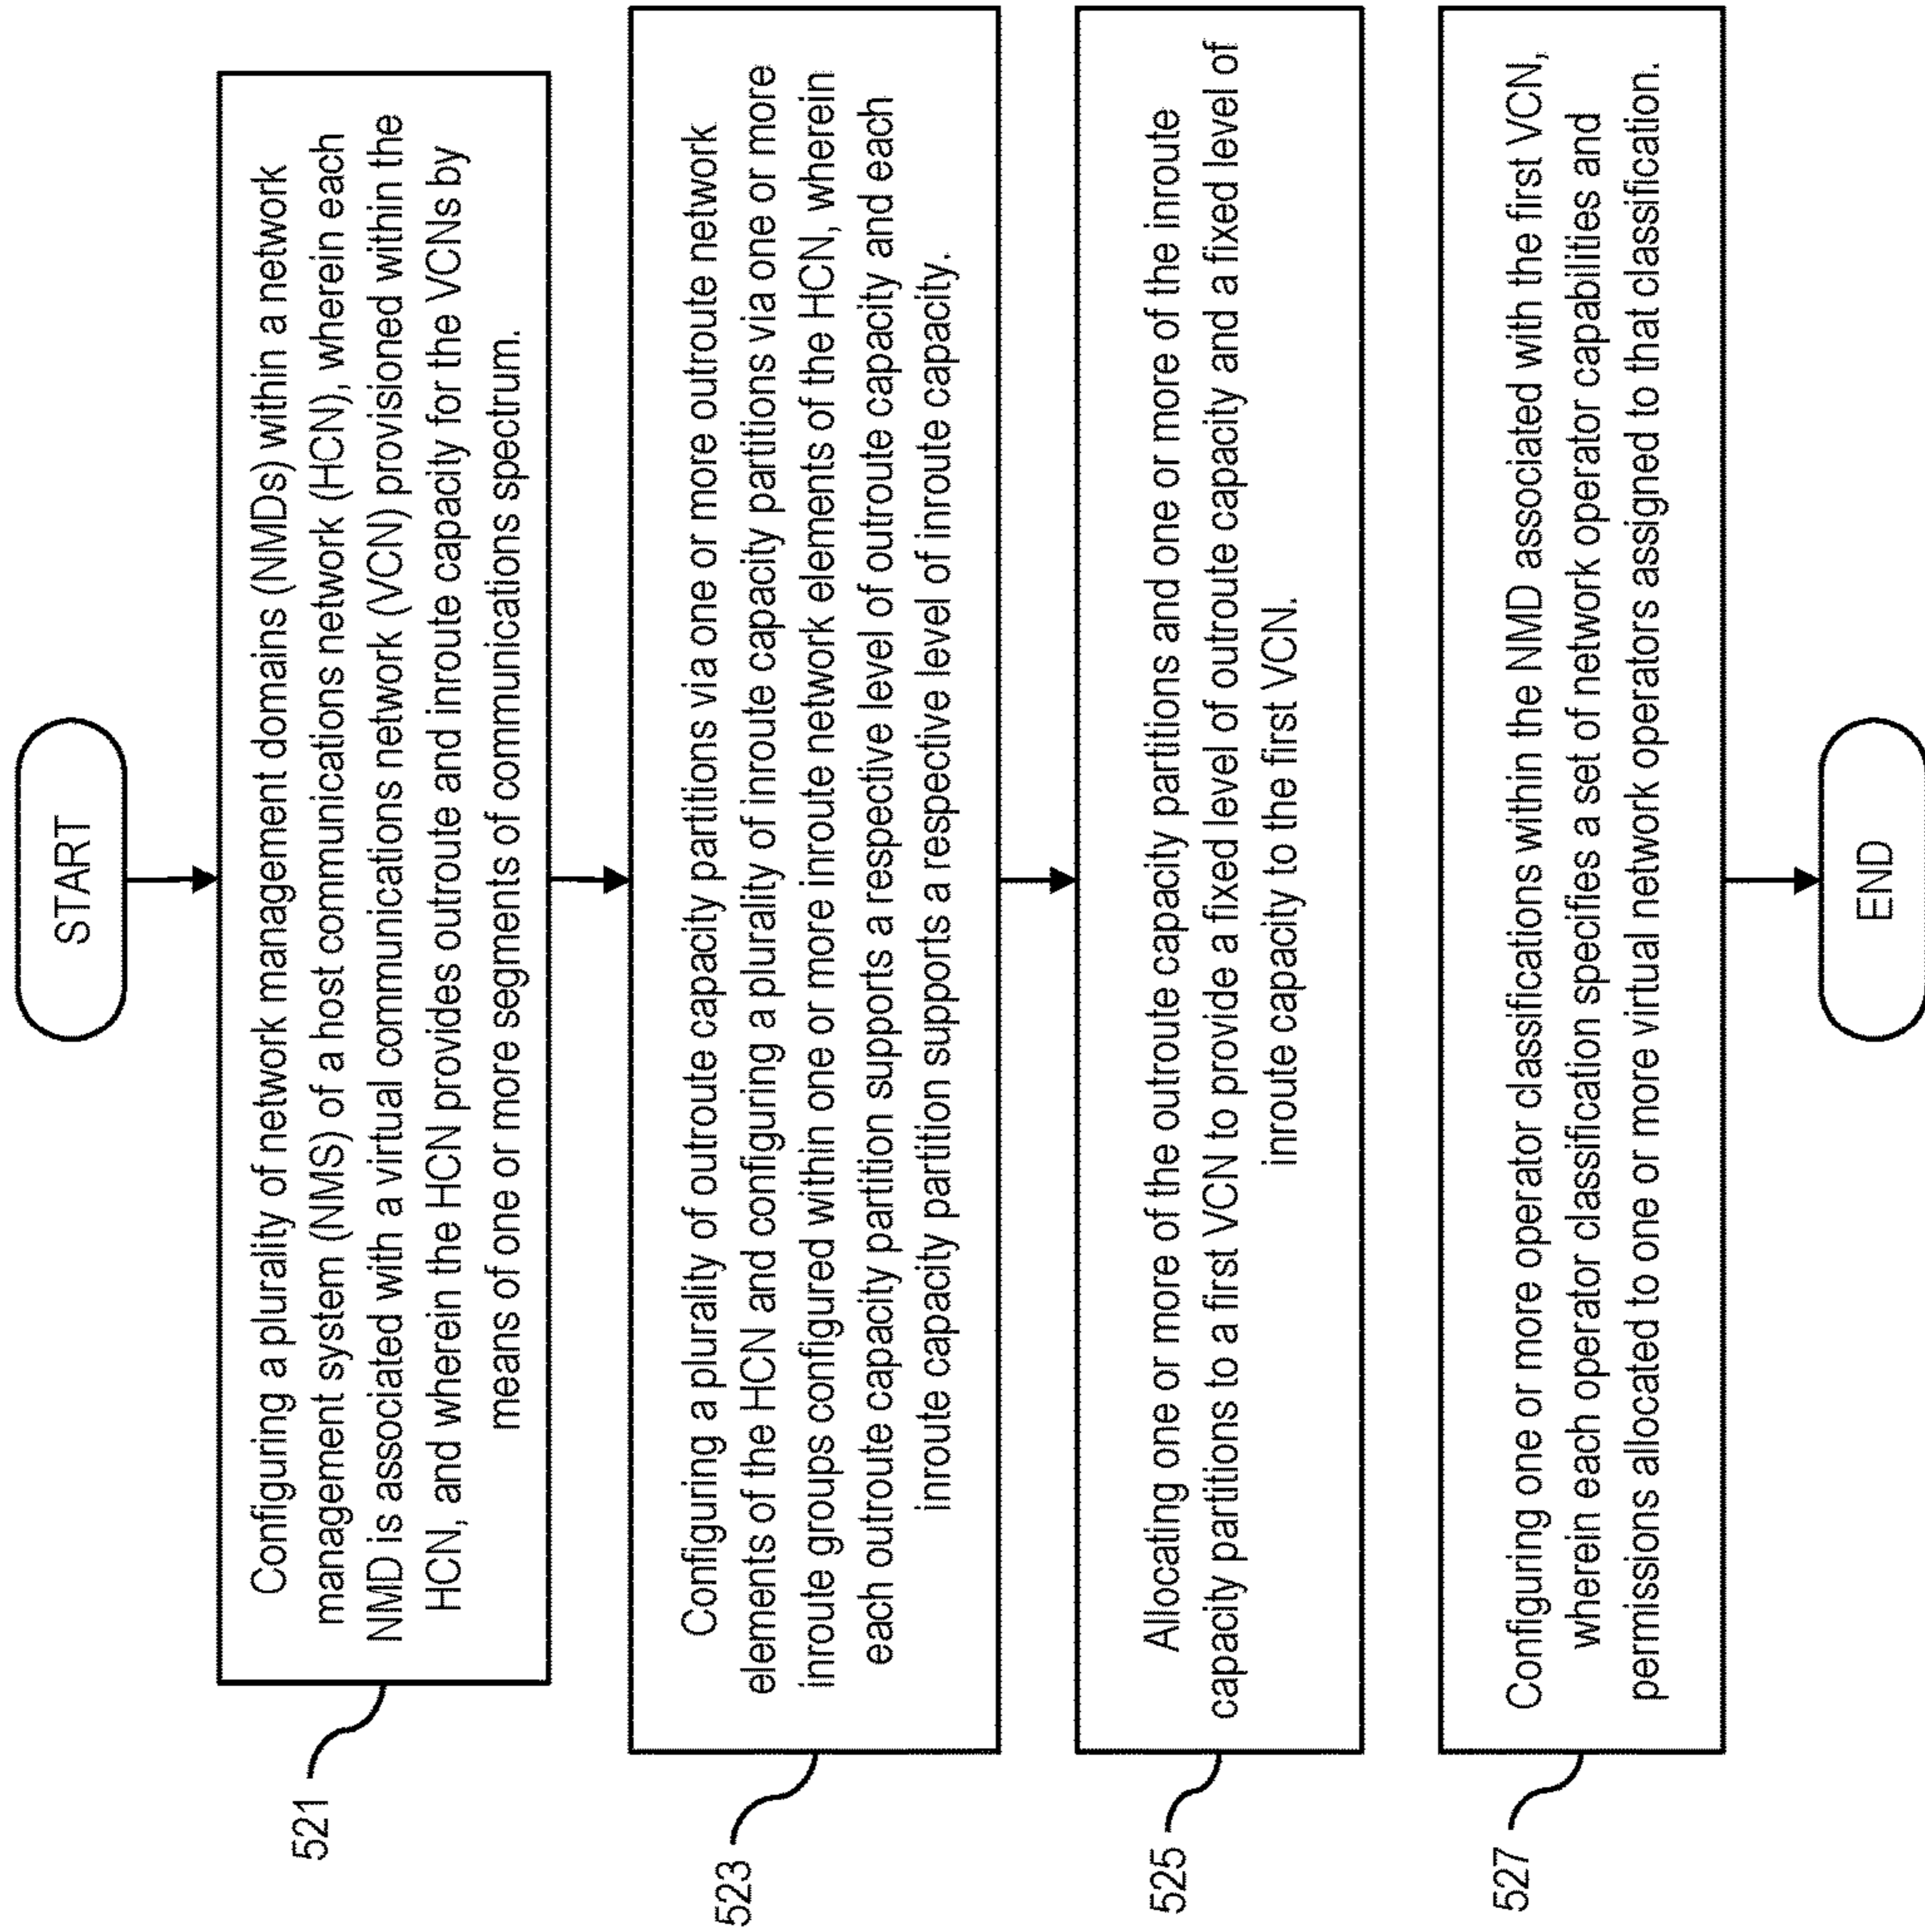 START
521
Configuring a plurality of network management domains (NMDs) within a network
management system (NMS) of a host communications network (HCN), wherein each
NMD is associated with a virtual communications network (VCN) provisioned within the
HCN, and wherein the HCN provides outroute and inroute capacity for the VCNs by
means of one or more segments of communications spectrum.
523
Configuring a plurality of outroute capacity partitions via one or more outroute network
elements of the HCN and configuring a plurality of inroute capacity partitions via one or more
inroute groups configured within one or more inroute network elements of the HCN, wherein
each outroute capacity partition supports a respective level of outroute capacity and each
inroute capacity partition supports a respective level of inroute capacity.
525
Allocating one or more of the outroute capacity partitions and one or more of the inroute
capacity partitions to a first VCN to provide a fixed level of outroute capacity and a fixed level of
inroute capacity to the first VCN.
527
Configuring one or more operator classifications within the NMD associated with the first VCN,
wherein each operator classification specifies a set of network operator capabilities and
permissions allocated to one or more virtual network operators assigned to that classification.
END